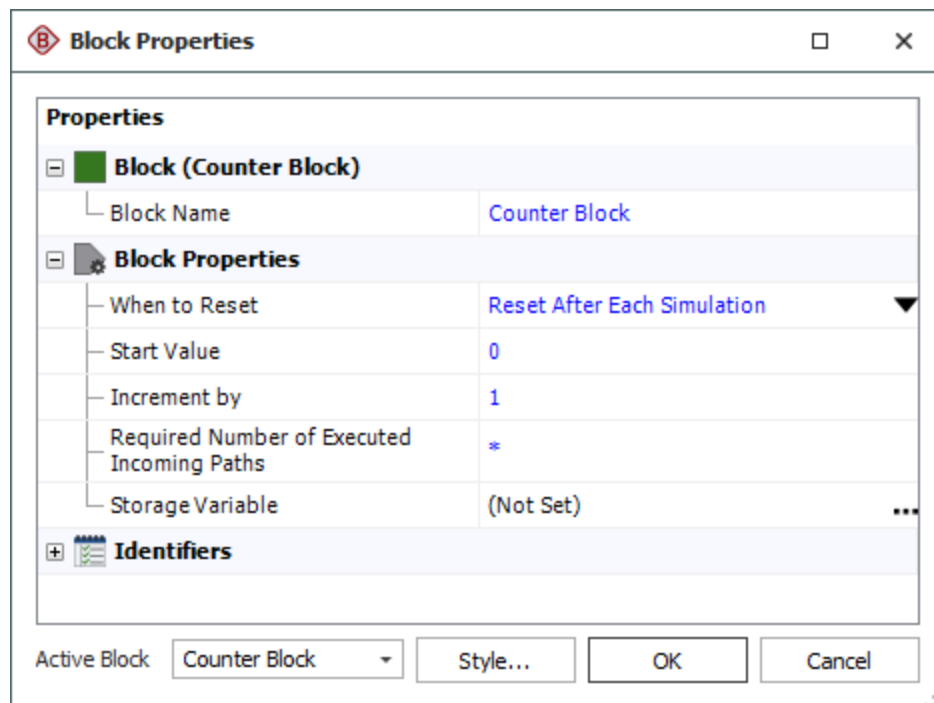 B Block Properties
Properties
Block (Counter Block)
Block Name Counter Block
Block Properties
When to Reset Reset After Each Simulation
Start Value 0
Increment by 1
Required Number of Executed
Incoming Paths *
Storage Variable (Not Set) ...
Identifiers
Active Block Counter Block Style... OK Cancel